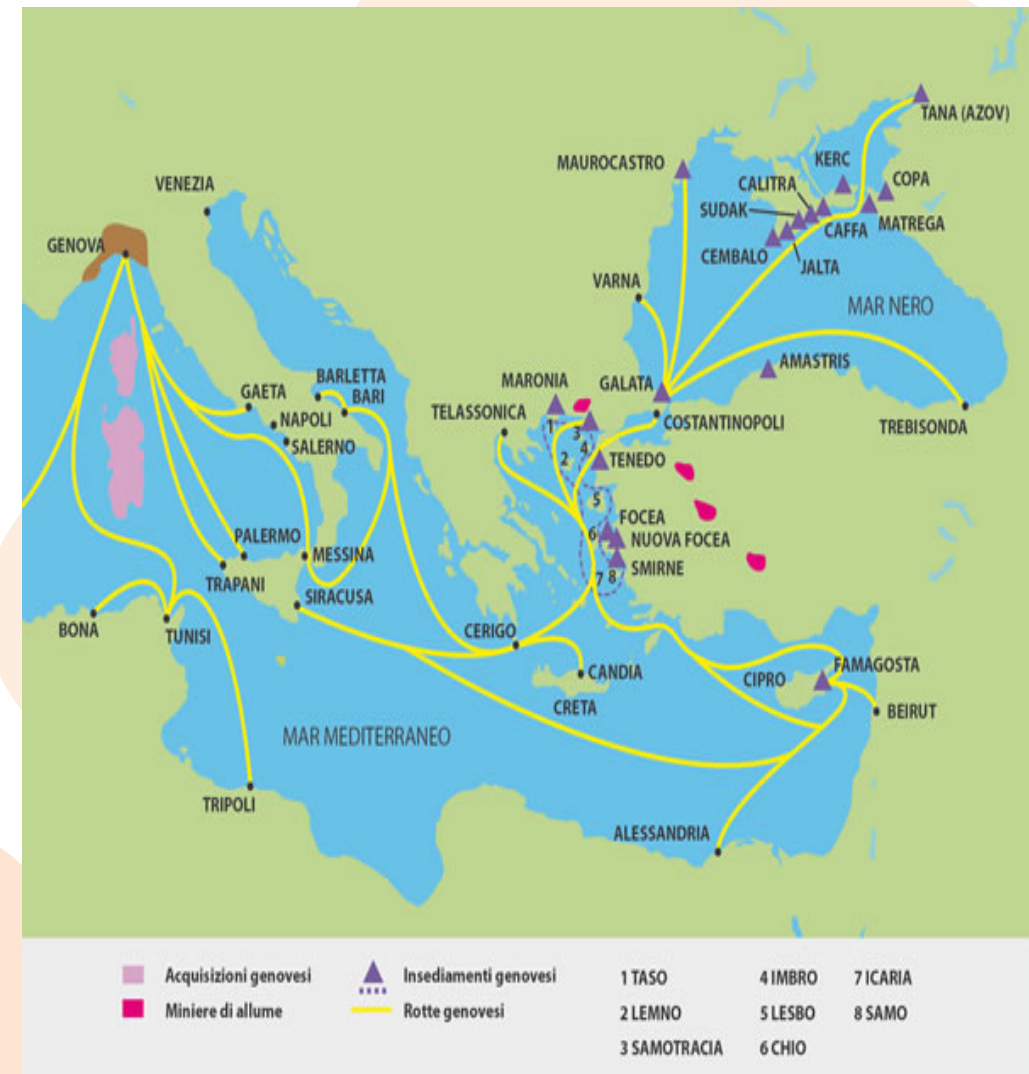 TANA (AZOV)
KERC
MAUROCASTRO
COPA
CALITRA
VENEZIA
SUDAK
CAFFA
MATREGA
GENOVA
CEMBALO
JALTA
VARNA
MAR NERO
AMASTRIS
MARONIA
GALATA
BARLETTA
GAETA
BARI
TELASSONICA
NAPOLI
COSTANTINOPOLI
TREBISONDA
1
3
SALERNO
4
2
TENEDO
5
FOCEA
6
NUOVA FOCEA
PALERMO
MESSINA
SMIRNE
TRAPANI
7
8
SIRACUSA
BONA
TUNISI
CERIGO
FAMAGOSTA
CANDIA
CIPRO
CRETA
BEIRUT
MAR MEDITERRANEO
TRIPOLI
ALESSANDRIA
Acquisizioni genovesi
Miniere di allume
Insediamenti genovesi
Rotte genovesi
1 TASO
2 LEMNO
3 SAMOTRACIA
4 IMBRO
5 LESBO
6 CHIO
7 ICARIA
8 SAMO